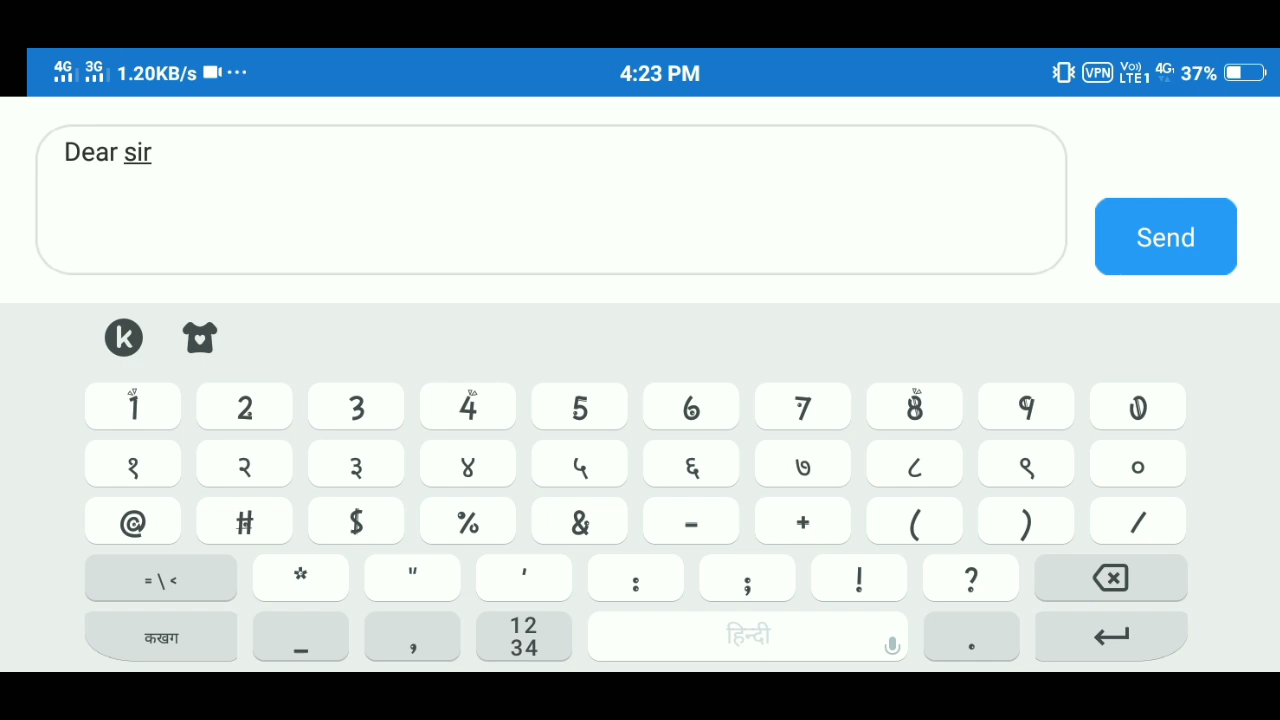 4G 3G 1.20KB/s ... 4:23 PM VPN Vo)) LTE1 4G 37%
Dear sir
Send
k
1 2 3 4 5 6 7 8 9 0
१ २ ३ ४ ५ ६ ७ ८ ९ ०
@ # $ % & - + ( ) /
= \ < * " ' : ; ! ?
कखग _ , 12 34 हिन्दी .